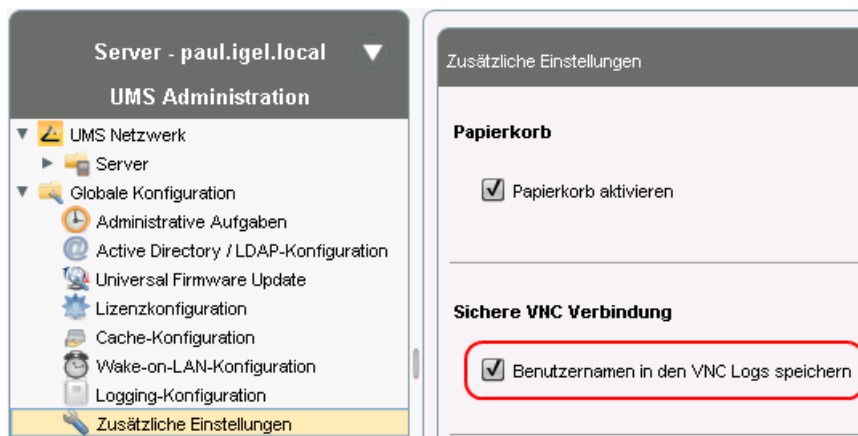 Server - paul.igel.local
UMS Administration
UMS Netzwerk
Server
Globale Konfiguration
Administrative Aufgaben
Active Directory / LDAP-Konfiguration
Universal Firmware Update
Lizenzkonfiguration
Cache-Konfiguration
Wake-on-LAN-Konfiguration
Logging-Konfiguration
Zusätzliche Einstellungen
Zusätzliche Einstellungen
Papierkorb
Papierkorb aktivieren
Sichere VNC Verbindung
Benutzernamen in den VNC Logs speichern